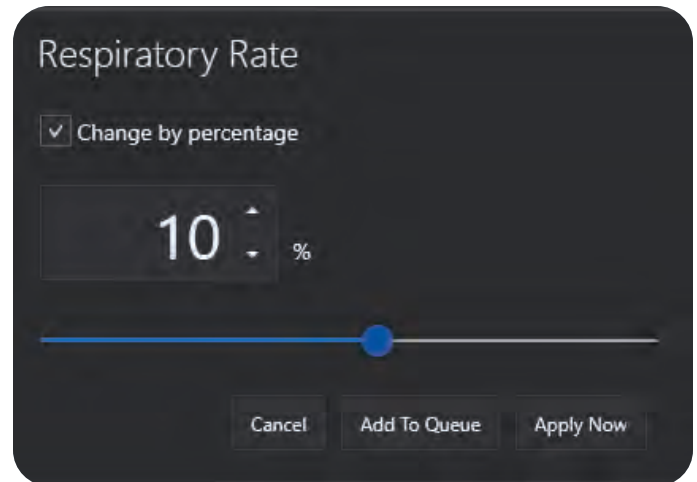 Respiratory Rate
Change by percentage
10 %
Cancel Add To Queue Apply Now